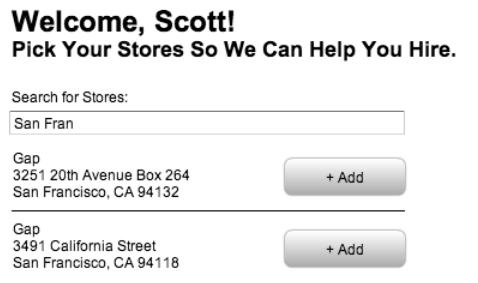 Welcome, Scott!
Pick Your Stores So We Can Help You Hire.
Search for Stores:
San Fran
Gap
3251 20th Avenue Box 264
San Francisco, CA 94132
+ Add
Gap
3491 California Street
San Francisco, CA 94118
+ Add